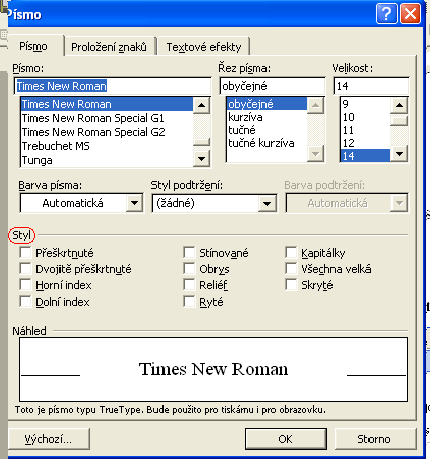 Písmo
Písmo
Proložení znaků
Textové efekty
Písmo:
Řez písma:
Velikost:
Times New Roman
obyčejné
14
Times New Roman
Times New Roman Special G1
Times New Roman Special G2
Trebuchet MS
Tunga
obyčejné
kurzíva
tučné
tučné kurzíva
9
10
11
12
14
Barva písma:
Styl podtržení:
Barva podtržení:
Automatická
(žádné)
Automatická
Styl
Přeškrtnuté
Stínované
Kapitálky
Dvojitě přeškrtnuté
Obrys
Všechna velká
Horní index
Reliéf
Skryté
Dolní index
Ryté
Náhled
Times New Roman
Toto je písmo typu TrueType. Bude použito pro tiskárnu i pro obrazovku.
Výchozí...
OK
Storno